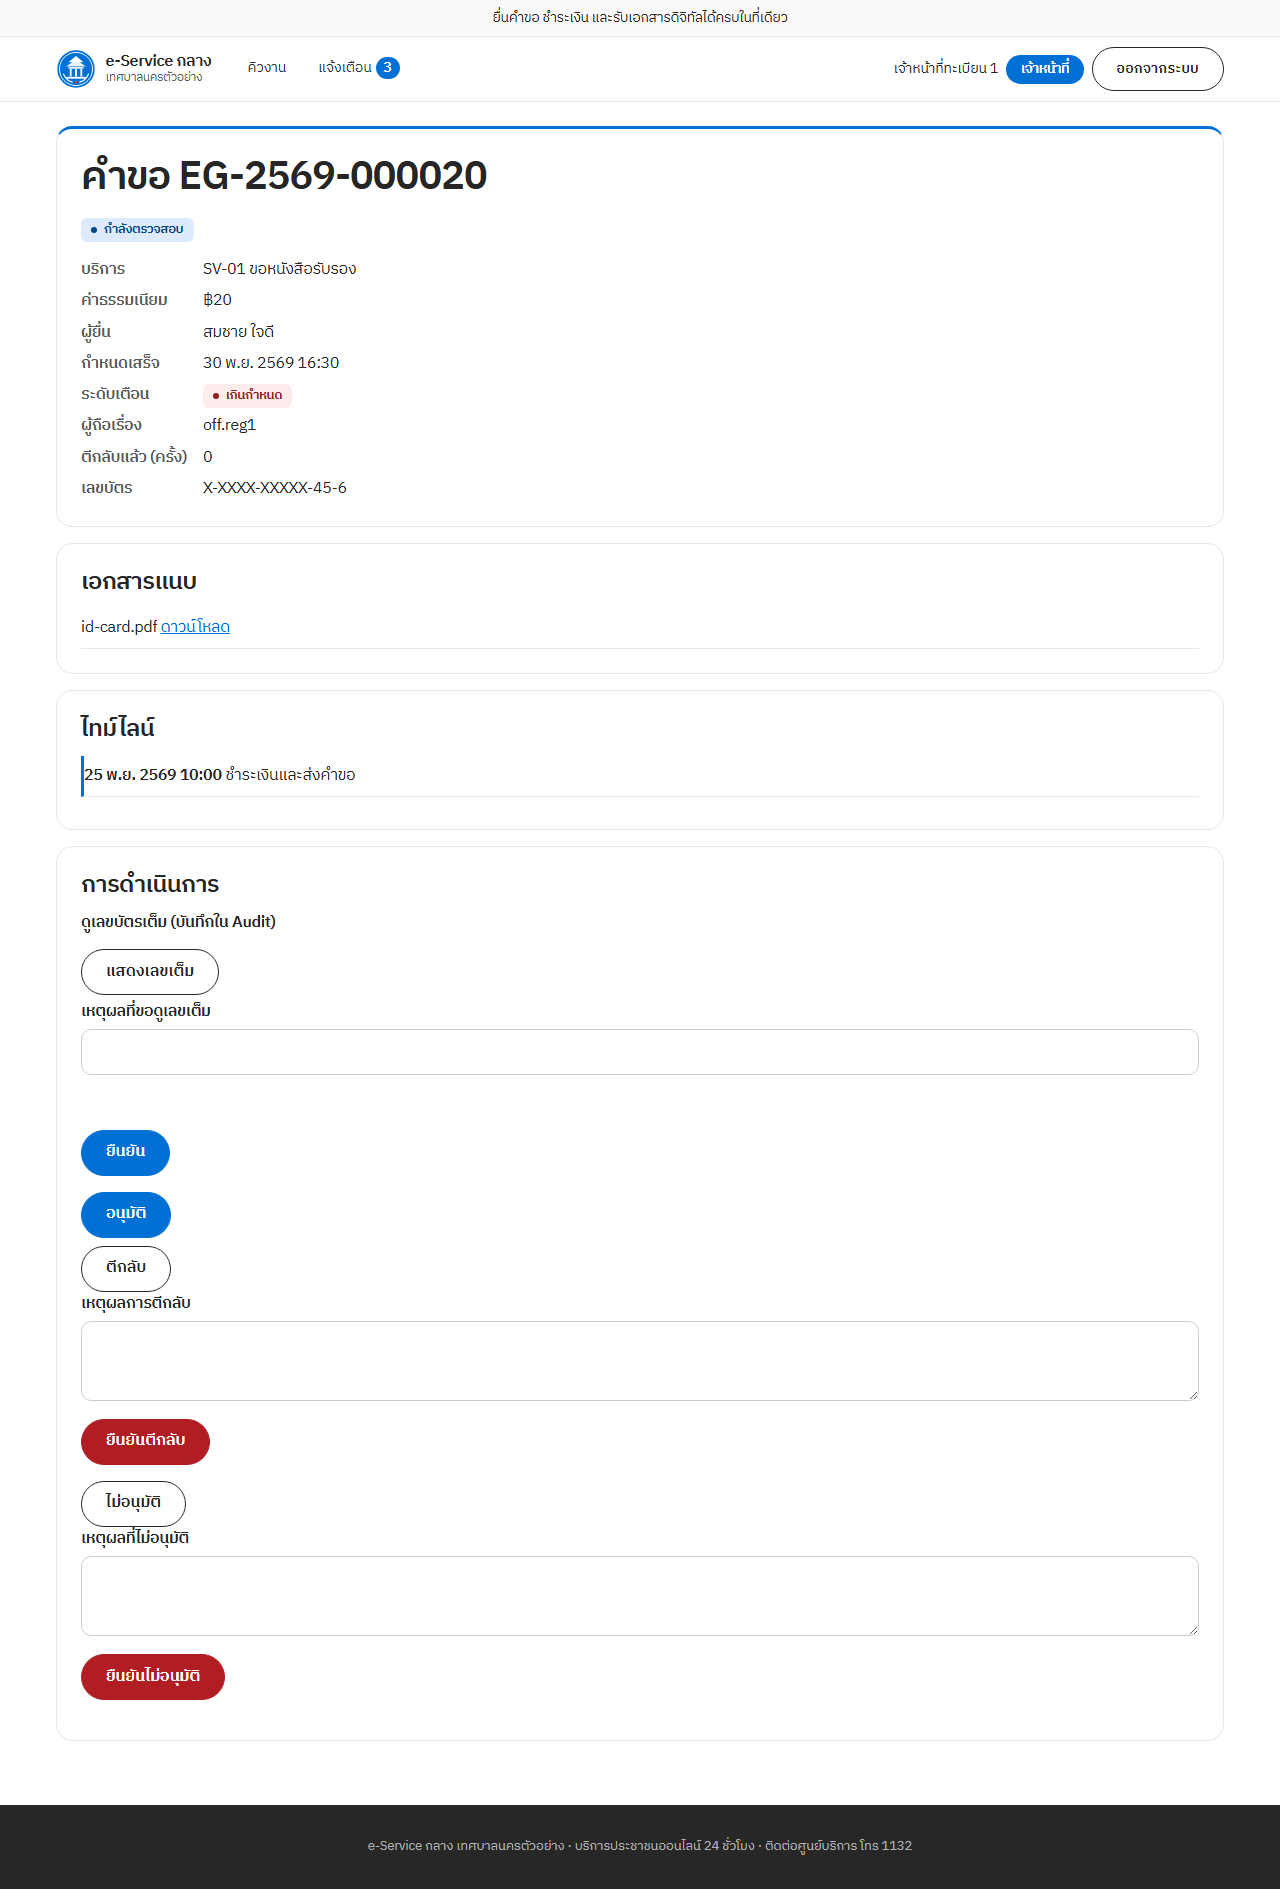 ยื่นคำขอ ชำระเงิน และรับเอกสารดิจิทัลได้ครบในที่เดียว
e-Service กลาง
เทศบาลนครตัวอย่าง
คิวงาน
แจ้งเตือน 3
เจ้าหน้าที่ทะเบียน 1
เจ้าหน้าที่
ออกจากระบบ
คำขอ EG-2569-000020
กำลังตรวจสอบ
บริการ SV-01 ขอหนังสือรับรอง
ค่าธรรมเนียม ฿20
ผู้ยื่น สมชาย ใจดี
กำหนดเสร็จ 30 พ.ย. 2569 16:30
ระดับเตือน เกินกำหนด
ผู้ถือเรื่อง off.reg1
ตีกลับแล้ว (ครั้ง) 0
เลขบัตร X-XXXX-XXXXX-45-6
เอกสารแนบ
id-card.pdf ดาวน์โหลด
ไทม์ไลน์
25 พ.ย. 2569 10:00 ชำระเงินและส่งคำขอ
การดำเนินการ
ดูเลขบัตรเต็ม (บันทึกใน Audit)
แสดงเลขเต็ม
เหตุผลที่ขอดูเลขเต็ม
ยืนยัน
อนุมัติ
ตีกลับ
เหตุผลการตีกลับ
ยืนยันตีกลับ
ไม่อนุมัติ
เหตุผลที่ไม่อนุมัติ
ยืนยันไม่อนุมัติ
e-Service กลาง เทศบาลนครตัวอย่าง · บริการประชาชนออนไลน์ 24 ชั่วโมง · ติดต่อศูนย์บริการ โทร 1132